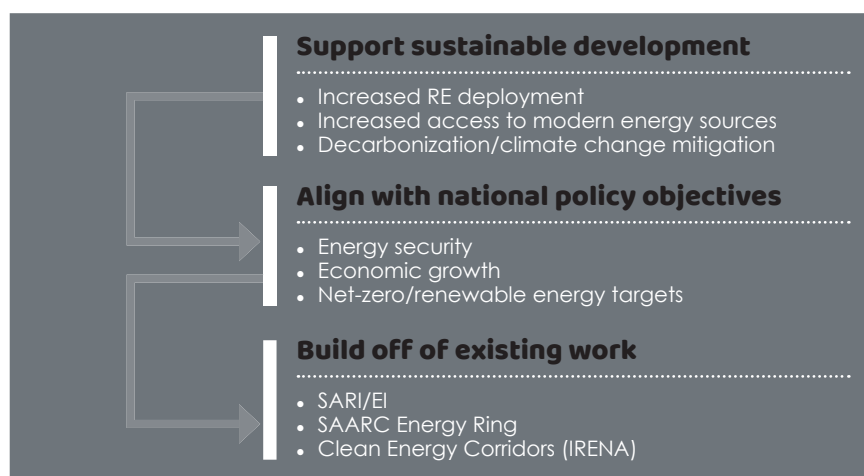 Support sustainable development
• Increased RE deployment
• Increased access to modern energy sources
• Decarbonization/climate change mitigation
Align with national policy objectives
• Energy security
• Economic growth
• Net-zero/renewable energy targets
Build off of existing work
• SARI/EI
• SAARC Energy Ring
• Clean Energy Corridors (IRENA)